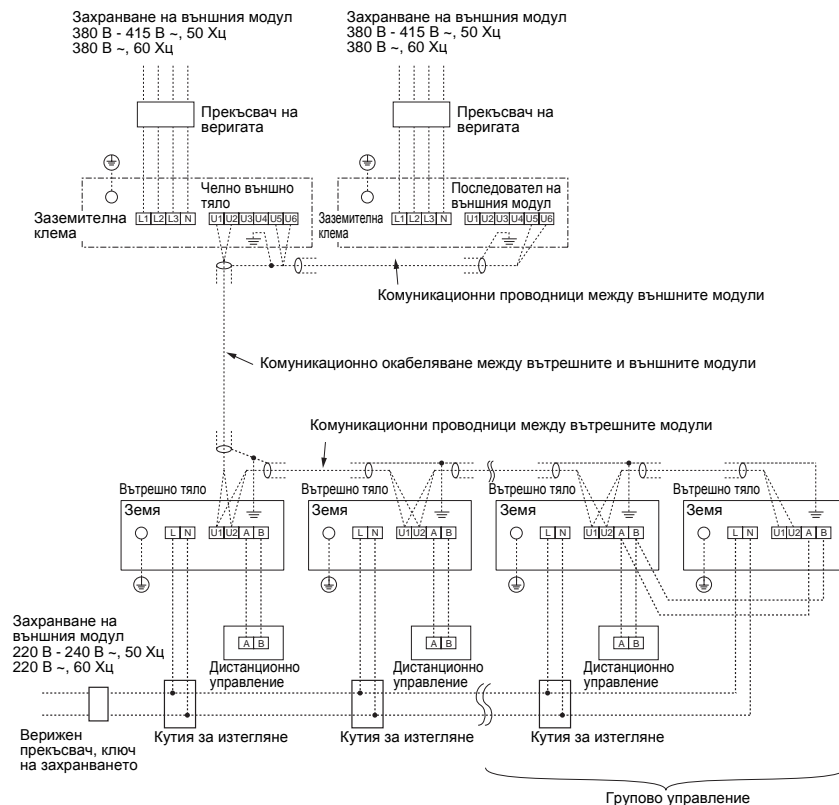 Захранване на външния модул
380 В - 415 В ~, 50 Хц
380 В ~, 60 Хц
Захранване на външния модул
380 В - 415 В ~, 50 Хц
380 В ~, 60 Хц
Прекъсвач на
веригата
Прекъсвач на
веригата
Челно външно
тяло
Последовател на
външния модул
Заземителна
клема
L1 L2 L3 N
U1 U2 U3 U4 U5 U6
Заземителна
клема
L1 L2 L3 N
U1 U2 U3 U4 U5 U6
Комуникационни проводници между външните модули
Комуникационно окабеляване между вътрешните и външните модули
Комуникационни проводници между вътрешните модули
Вътрешно тяло
Вътрешно тяло
Вътрешно тяло
Вътрешно тяло
Земя
Земя
Земя
Земя
L N
U1 U2 A B
L N
U1 U2 A B
L N
U1 U2 A B
L N
U1 U2 A B
Захранване на
външния модул
220 В - 240 В ~, 50 Хц
220 В ~, 60 Хц
A B
A B
A B
Дистанционно
управление
Дистанционно
управление
Дистанционно
управление
Верижен
прекъсвач, ключ
на захранването
Кутия за изтегляне
Кутия за изтегляне
Кутия за изтегляне
Групово управление